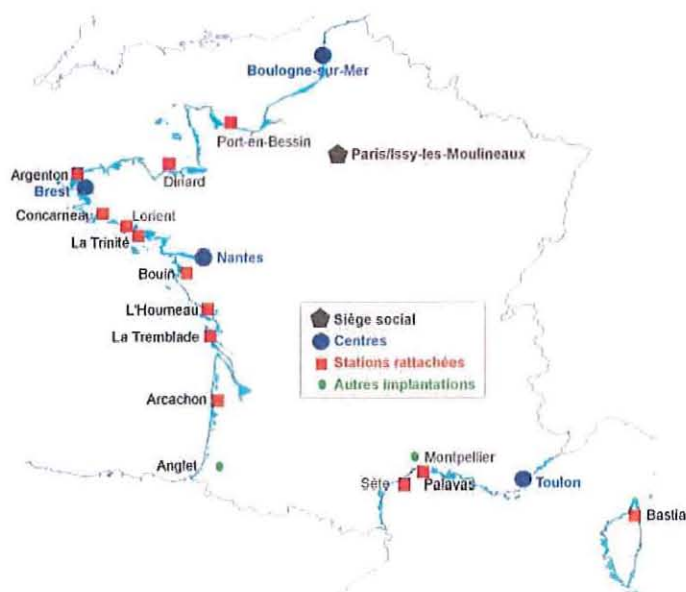 Boulogne-sur-Mer
Port-en-Bessin
Paris/Issy-les-Moulineaux
Argenton
Dinard
Brest
Concarneau
Lorient
La Trinité
Nantes
Bouin
L'Houmeau
Siège social
La Tremblade
Centres
Stations rattachées
Autres implantations
Arcachon
Anglet
Montpellier
Sète
Palavas
Toulon
Bastia